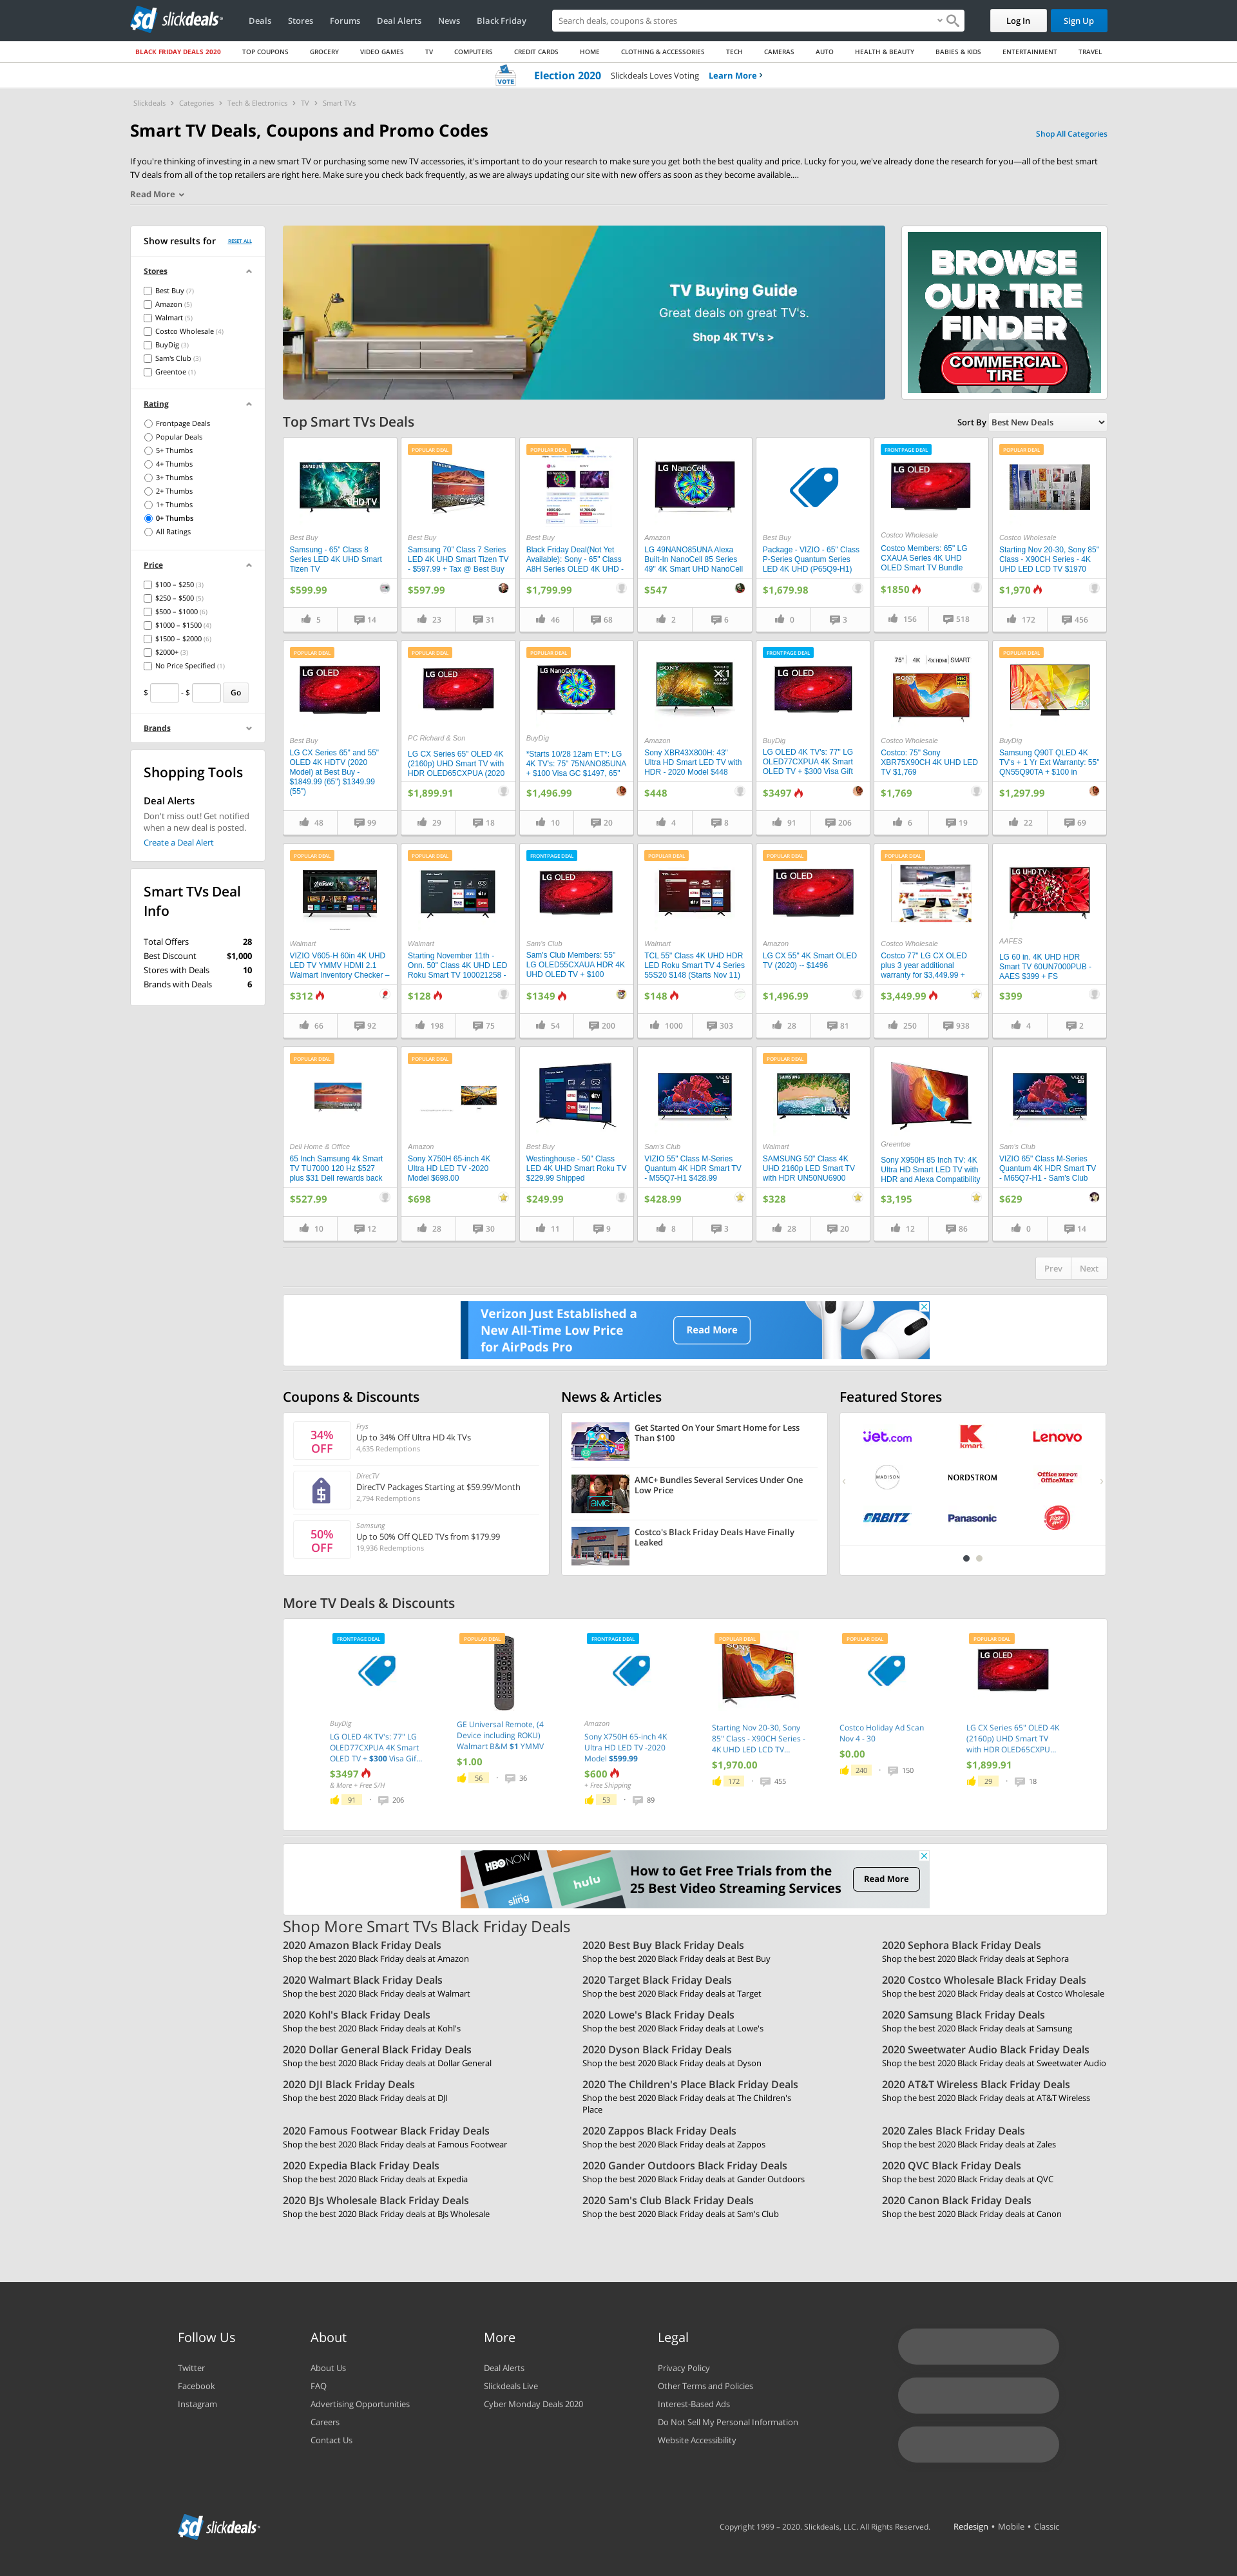 slickdeals
Deals
Stores
Forums
Deal Alerts
News
Black Friday
Search deals, coupons & stores
Log In
Sign Up
BLACK FRIDAY DEALS 2020
TOP COUPONS
GROCERY
VIDEO GAMES
TV
COMPUTERS
CREDIT CARDS
HOME
CLOTHING & ACCESSORIES
TECH
CAMERAS
AUTO
HEALTH & BEAUTY
BABIES & KIDS
ENTERTAINMENT
TRAVEL
VOTE
Election 2020 Slickdeals Loves Voting Learn More
Slickdeals > Categories > Tech & Electronics > TV > Smart TVs
Smart TV Deals, Coupons and Promo Codes
Shop All Categories
If you're thinking of investing in a new smart TV or purchasing some new TV accessories, it's important to do your research to make sure you get both the best quality and price. Lucky for you, we've already done the research for you—all of the best smart
TV deals from all of the top retailers are right here. Make sure you check back frequently, as we are always updating our site with new offers as soon as they become available....
Read More
Show results for RESET ALL
Stores
Best Buy (7)
Amazon (5)
Walmart (5)
Costco Wholesale (4)
BuyDig (3)
Sam's Club (3)
Greentoe (1)
Rating
Frontpage Deals
Popular Deals
5+ Thumbs
4+ Thumbs
3+ Thumbs
2+ Thumbs
1+ Thumbs
0+ Thumbs
All Ratings
Price
$100 – $250 (3)
$250 – $500 (5)
$500 – $1000 (6)
$1000 – $1500 (4)
$1500 – $2000 (6)
$2000+ (3)
No Price Specified (1)
$ - $ Go
Brands
Shopping Tools
Deal Alerts
Don't miss out! Get notified
when a new deal is posted.
Create a Deal Alert
Smart TVs Deal
Info
Total Offers 28
Best Discount $1,000
Stores with Deals 10
Brands with Deals 6
TV Buying Guide
Great deals on great TV's.
Shop 4K TV's >
BROWSE
OUR TIRE
FINDER
COMMERCIAL
TIRE
Top Smart TVs Deals
Sort By Best New Deals
SAMSUNG
UHD TV
Best Buy
Samsung - 65" Class 8
Series LED 4K UHD Smart
Tizen TV
$599.99
5 14
POPULAR DEAL
Best Buy
Samsung 70" Class 7 Series
LED 4K UHD Smart Tizen TV
- $597.99 + Tax @ Best Buy
$597.99
23 31
POPULAR DEAL
Best Buy
Black Friday Deal(Not Yet
Available): Sony - 65" Class
A8H Series OLED 4K UHD -
$1,799.99
46 68
LG NanoCell
Amazon
LG 49NANO85UNA Alexa
Built-In NanoCell 85 Series
49" 4K Smart UHD NanoCell
$547
2 6
Best Buy
Package - VIZIO - 65" Class
P-Series Quantum Series
LED 4K UHD (P65Q9-H1)
$1,679.98
0 3
FRONTPAGE DEAL
LG OLED
Costco Wholesale
Costco Members: 65" LG
CXAUA Series 4K UHD
OLED Smart TV Bundle
$1850
156 518
POPULAR DEAL
Costco Wholesale
Starting Nov 20-30, Sony 85"
Class - X90CH Series - 4K
UHD LED LCD TV $1970
$1,970
172 456
POPULAR DEAL
LG OLED
Best Buy
LG CX Series 65" and 55"
OLED 4K HDTV (2020
Model) at Best Buy -
$1849.99 (65") $1349.99
(55")
48 99
POPULAR DEAL
LG OLED
PC Richard & Son
LG CX Series 65" OLED 4K
(2160p) UHD Smart TV with
HDR OLED65CXPUA (2020
$1,899.91
29 18
POPULAR DEAL
LG NanoCell
BuyDig
*Starts 10/28 12am ET*: LG
4K TV's: 75" 75NANO85UNA
+ $100 Visa GC $1497, 65"
$1,496.99
10 20
SONY
X1
Amazon
Sony XBR43X800H: 43"
Ultra HD Smart LED TV with
HDR - 2020 Model $448
$448
4 8
FRONTPAGE DEAL
LG OLED
BuyDig
LG OLED 4K TV's: 77" LG
OLED77CXPUA 4K Smart
OLED TV + $300 Visa Gift
$3497
91 206
75" 4K 4X HDMI SMART
SONY
Costco Wholesale
Costco: 75" Sony
XBR75X90CH 4K UHD LED
TV $1,769
$1,769
6 19
POPULAR DEAL
BuyDig
Samsung Q90T QLED 4K
TV's + 1 Yr Ext Warranty: 55"
QN55Q90TA + $100 in
$1,297.99
22 69
POPULAR DEAL
Walmart
VIZIO V605-H 60in 4K UHD
LED TV YMMV HDMI 2.1
Walmart Inventory Checker –
$312
66 92
POPULAR DEAL
Walmart
Starting November 11th -
Onn. 50" Class 4K UHD LED
Roku Smart TV 100021258 -
$128
198 75
FRONTPAGE DEAL
LG OLED
Sam's Club
Sam's Club Members: 55"
LG OLED55CXAUA HDR 4K
UHD OLED TV + $100
$1349
54 200
POPULAR DEAL
Walmart
TCL 55" Class 4K UHD HDR
LED Roku Smart TV 4 Series
55S20 $148 (Starts Nov 11)
$148
1000 303
POPULAR DEAL
LG OLED
Amazon
LG CX 55" 4K Smart OLED
TV (2020) -- $1496
$1,496.99
28 81
POPULAR DEAL
Costco Wholesale
Costco 77" LG CX OLED
plus 3 year additional
warranty for $3,449.99 +
$3,449.99
250 938
LG UHD TV
AAFES
LG 60 in. 4K UHD HDR
Smart TV 60UN7000PUB -
AAES $399 + FS
$399
4 2
POPULAR DEAL
Dell Home & Office
65 Inch Samsung 4k Smart
TV TU7000 120 Hz $527
plus $31 Dell rewards back
$527.99
10 12
Amazon
Sony X750H 65-inch 4K
Ultra HD LED TV -2020
Model $698.00
$698
28 30
Best Buy
Westinghouse - 50" Class
LED 4K UHD Smart Roku TV
$229.99 Shipped
$249.99
11 9
VIZIO
Sam's Club
VIZIO 55" Class M-Series
Quantum 4K HDR Smart TV
- M55Q7-H1 $428.99
$428.99
8 3
POPULAR DEAL
SAMSUNG
UHD TV
Walmart
SAMSUNG 50" Class 4K
UHD 2160p LED Smart TV
with HDR UN50NU6900
$328
28 20
Greentoe
Sony X950H 85 Inch TV: 4K
Ultra HD Smart LED TV with
HDR and Alexa Compatibility
$3,195
12 86
VIZIO
Sam's Club
VIZIO 65" Class M-Series
Quantum 4K HDR Smart TV
- M65Q7-H1 - Sam's Club
$629
0 14
Prev Next
Verizon Just Established a
New All-Time Low Price
for AirPods Pro
Read More
Coupons & Discounts
34%
OFF
Frys
Up to 34% Off Ultra HD 4k TVs
4,635 Redemptions
DirecTV
DirecTV Packages Starting at $59.99/Month
2,794 Redemptions
50%
OFF
Samsung
Up to 50% Off QLED TVs from $179.99
19,936 Redemptions
News & Articles
Get Started On Your Smart Home for Less
Than $100
AMC+ Bundles Several Services Under One
Low Price
Costco's Black Friday Deals Have Finally
Leaked
Featured Stores
jet.com
kmart
Lenovo
MADISON
NORDSTROM
Office DEPOT
OfficeMax
ORBITZ
Panasonic
More TV Deals & Discounts
FRONTPAGE DEAL
BuyDig
LG OLED 4K TV's: 77" LG
OLED77CXPUA 4K Smart
OLED TV + $300 Visa Gif...
$3497
& More + Free S/H
91 • 206
POPULAR DEAL
GE Universal Remote, (4
Device including ROKU)
Walmart B&M $1 YMMV
$1.00
56 • 36
FRONTPAGE DEAL
Amazon
Sony X750H 65-inch 4K
Ultra HD LED TV -2020
Model $599.99
$600
+ Free Shipping
53 • 89
POPULAR DEAL
SONY
Starting Nov 20-30, Sony
85" Class - X90CH Series -
4K UHD LED LCD TV...
$1,970.00
172 • 455
POPULAR DEAL
Costco Holiday Ad Scan
Nov 4 - 30
$0.00
240 • 150
POPULAR DEAL
LG OLED
LG CX Series 65" OLED 4K
(2160p) UHD Smart TV
with HDR OLED65CXPU...
$1,899.91
29 • 18
HBO NOW
sling
hulu
How to Get Free Trials from the
25 Best Video Streaming Services
Read More
Shop More Smart TVs Black Friday Deals
2020 Amazon Black Friday Deals
Shop the best 2020 Black Friday deals at Amazon
2020 Best Buy Black Friday Deals
Shop the best 2020 Black Friday deals at Best Buy
2020 Sephora Black Friday Deals
Shop the best 2020 Black Friday deals at Sephora
2020 Walmart Black Friday Deals
Shop the best 2020 Black Friday deals at Walmart
2020 Target Black Friday Deals
Shop the best 2020 Black Friday deals at Target
2020 Costco Wholesale Black Friday Deals
Shop the best 2020 Black Friday deals at Costco Wholesale
2020 Kohl's Black Friday Deals
Shop the best 2020 Black Friday deals at Kohl's
2020 Lowe's Black Friday Deals
Shop the best 2020 Black Friday deals at Lowe's
2020 Samsung Black Friday Deals
Shop the best 2020 Black Friday deals at Samsung
2020 Dollar General Black Friday Deals
Shop the best 2020 Black Friday deals at Dollar General
2020 Dyson Black Friday Deals
Shop the best 2020 Black Friday deals at Dyson
2020 Sweetwater Audio Black Friday Deals
Shop the best 2020 Black Friday deals at Sweetwater Audio
2020 DJI Black Friday Deals
Shop the best 2020 Black Friday deals at DJI
2020 The Children's Place Black Friday Deals
Shop the best 2020 Black Friday deals at The Children's
Place
2020 AT&T Wireless Black Friday Deals
Shop the best 2020 Black Friday deals at AT&T Wireless
2020 Famous Footwear Black Friday Deals
Shop the best 2020 Black Friday deals at Famous Footwear
2020 Zappos Black Friday Deals
Shop the best 2020 Black Friday deals at Zappos
2020 Zales Black Friday Deals
Shop the best 2020 Black Friday deals at Zales
2020 Expedia Black Friday Deals
Shop the best 2020 Black Friday deals at Expedia
2020 Gander Outdoors Black Friday Deals
Shop the best 2020 Black Friday deals at Gander Outdoors
2020 QVC Black Friday Deals
Shop the best 2020 Black Friday deals at QVC
2020 BJs Wholesale Black Friday Deals
Shop the best 2020 Black Friday deals at BJs Wholesale
2020 Sam's Club Black Friday Deals
Shop the best 2020 Black Friday deals at Sam's Club
2020 Canon Black Friday Deals
Shop the best 2020 Black Friday deals at Canon
Follow Us
Twitter
Facebook
Instagram
About
About Us
FAQ
Advertising Opportunities
Careers
Contact Us
More
Deal Alerts
Slickdeals Live
Cyber Monday Deals 2020
Legal
Privacy Policy
Other Terms and Policies
Interest-Based Ads
Do Not Sell My Personal Information
Website Accessibility
slickdeals
Copyright 1999 – 2020. Slickdeals, LLC. All Rights Reserved.
Redesign • Mobile • Classic